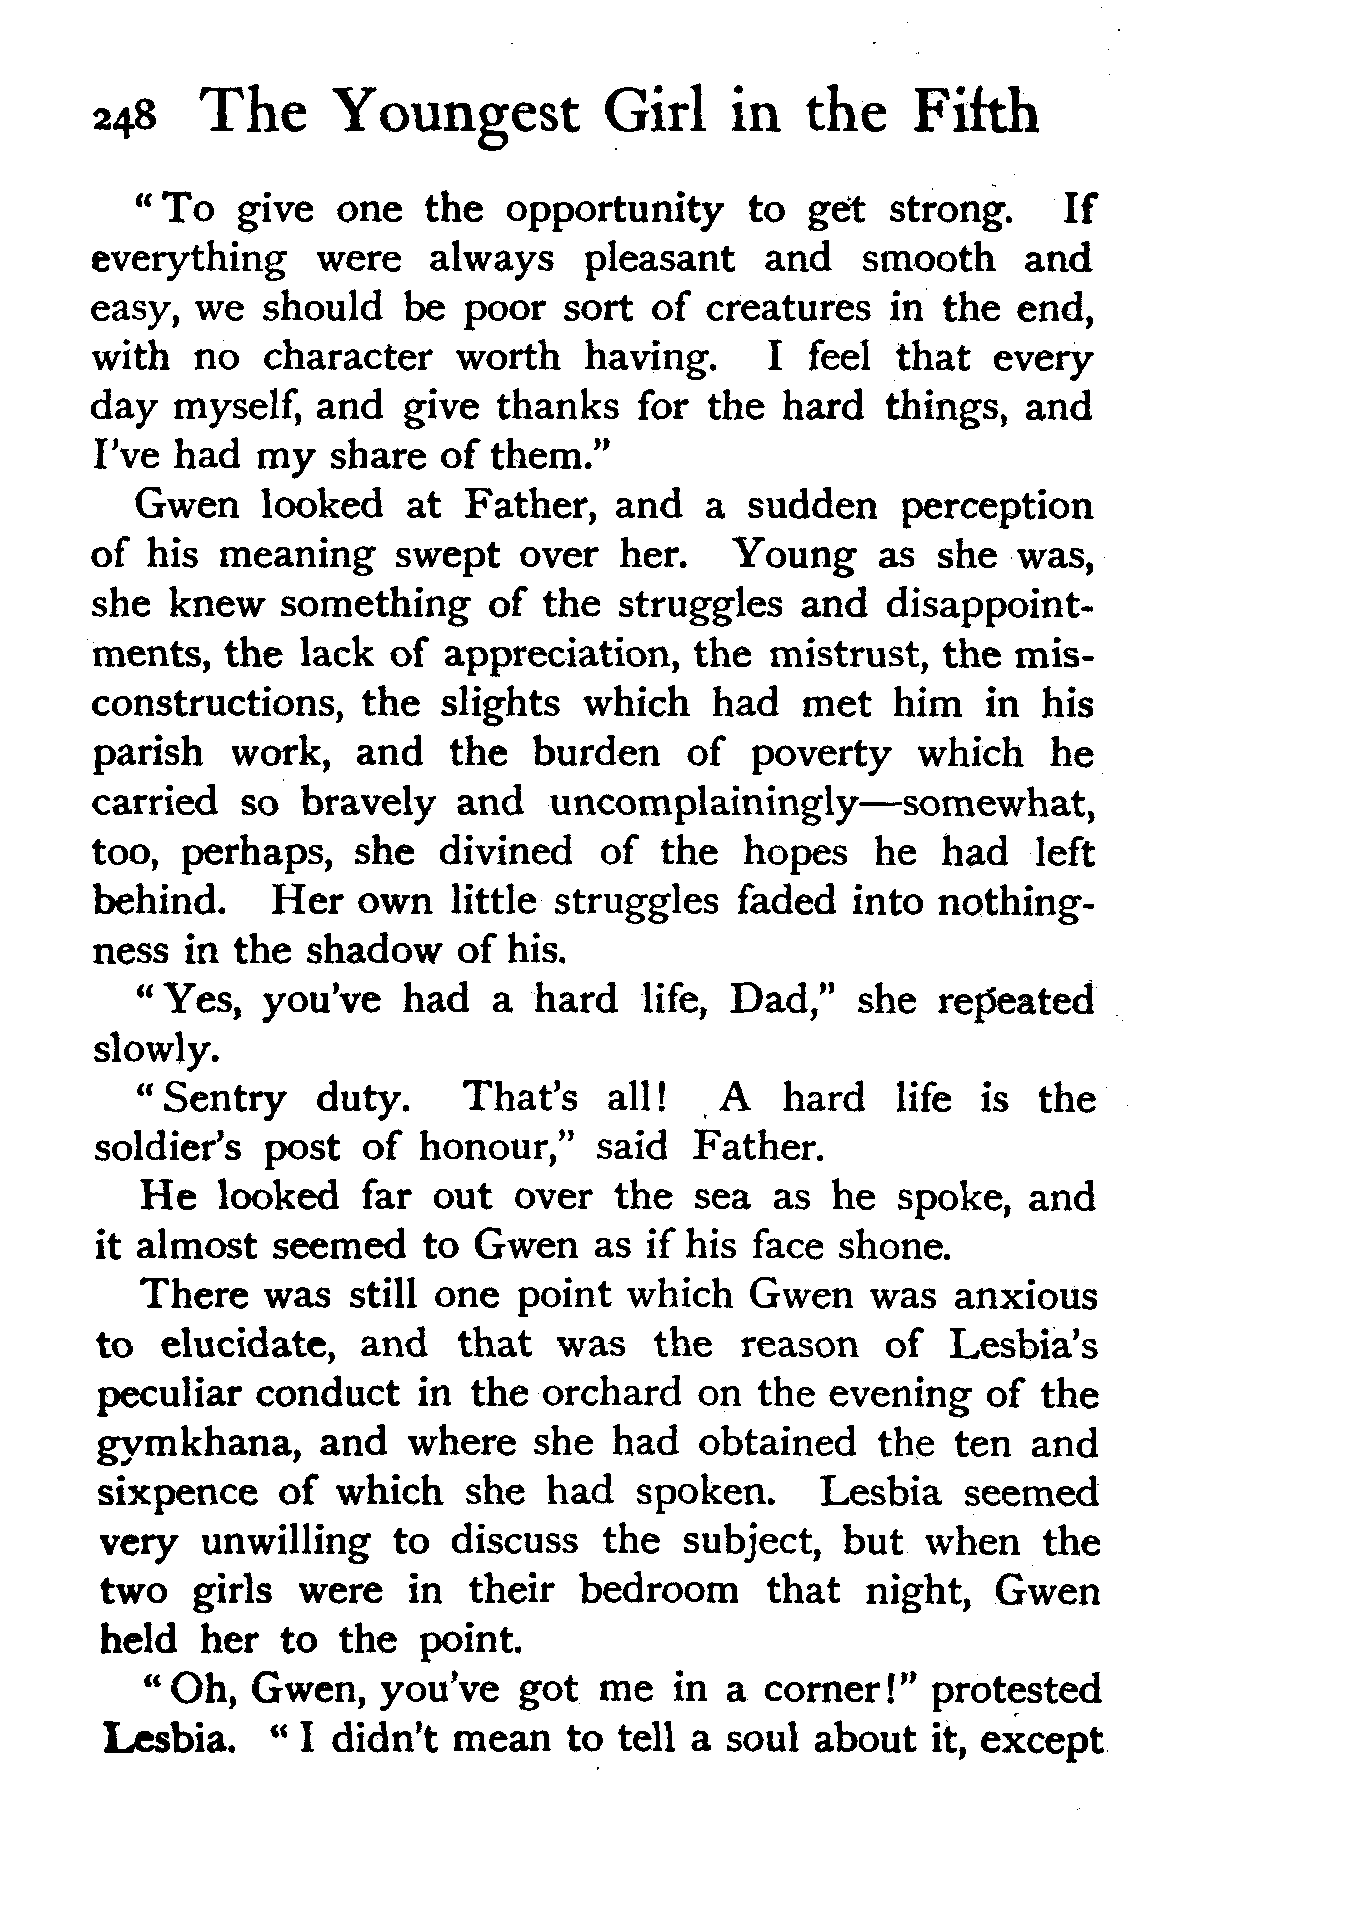 248 The Youngest Girl in the Fifth
“To give one the opportunity to get strong. If
everything were always pleasant and smooth and
easy, we should be poor sort of creatures in the end,
with no character worth having. I feel that every
day myself, and give thanks for the hard things, and
I've had my share of them.”
Gwen looked at Father, and a sudden perception
of his meaning swept over her. Young as she was,
she knew something of the struggles and disappoint-
ments, the lack of appreciation, the mistrust, the mis-
constructions, the slights which had met him in his
parish work, and the burden of poverty which he
carried so bravely and uncomplainingly—somewhat,
too, perhaps, she divined of the hopes he had left
behind. Her own little struggles faded into nothing-
ness in the shadow of his.
“Yes, you've had a hard life, Dad,” she repeated
slowly.
“Sentry duty. That's all! A hard life is the
soldier's post of honour,” said Father.
He looked far out over the sea as he spoke, and
it almost seemed to Gwen as if his face shone.
There was still one point which Gwen was anxious
to elucidate, and that was the reason of Lesbia's
peculiar conduct in the orchard on the evening of the
gymkhana, and where she had obtained the ten and
sixpence of which she had spoken. Lesbia seemed
very unwilling to discuss the subject, but when the
two girls were in their bedroom that night, Gwen
held her to the point.
“Oh, Gwen, you've got me in a corner!” protested
Lesbia. “I didn't mean to tell a soul about it, except